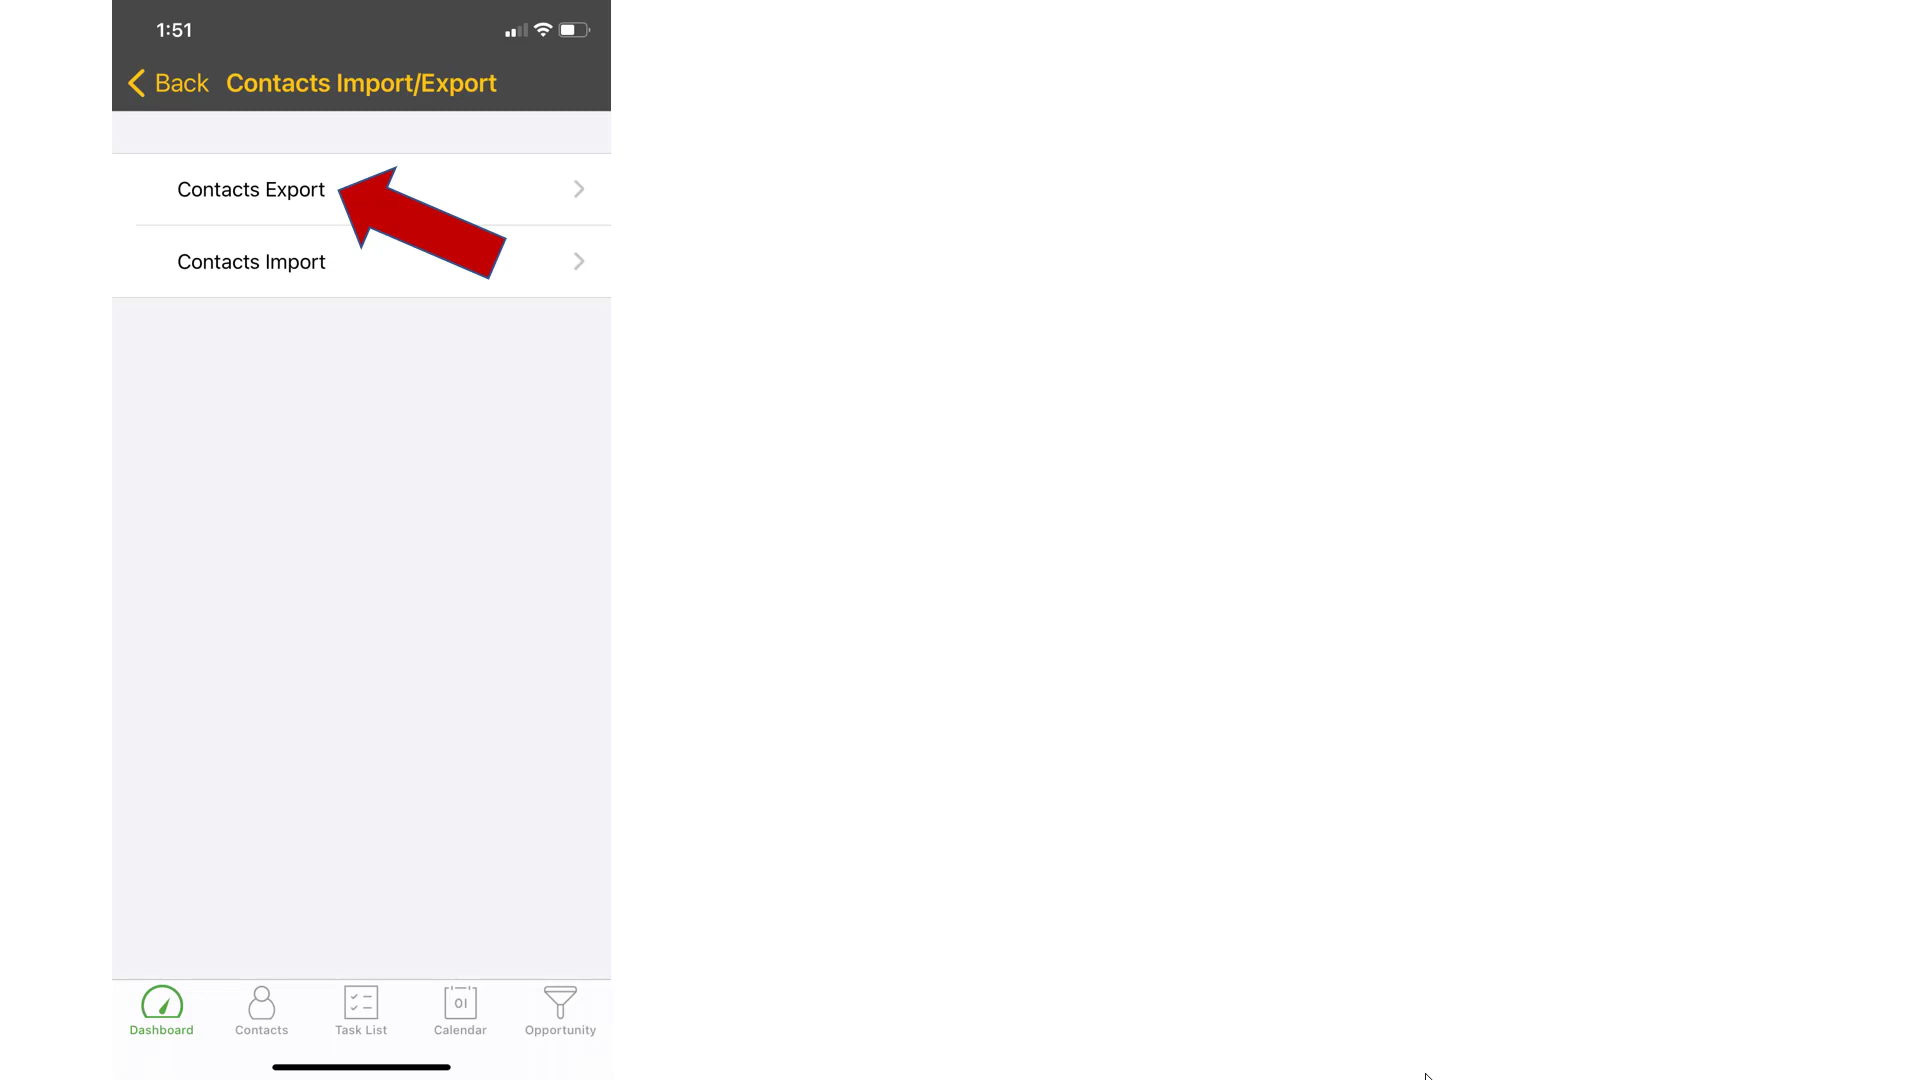 1:51
Back Contacts Import/Export
Contacts Export
Contacts Import
01
Dashboard Contacts Task List Calendar Opportunity